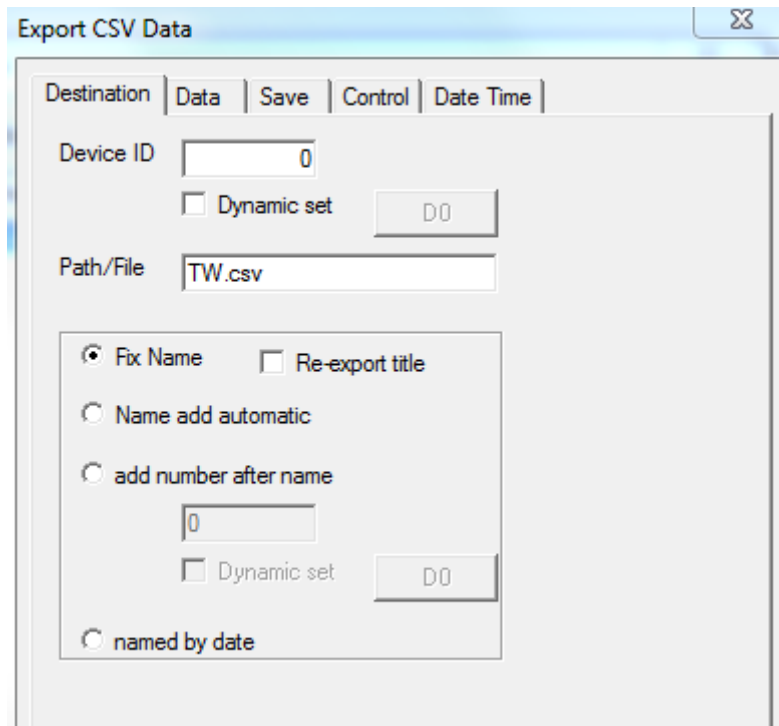 Export CSV Data
Destination Data Save Control Date Time
Device ID 0
Dynamic set D0
Path/File TW.csv
Fix Name Re-export title
Name add automatic
add number after name
0
Dynamic set D0
named by date